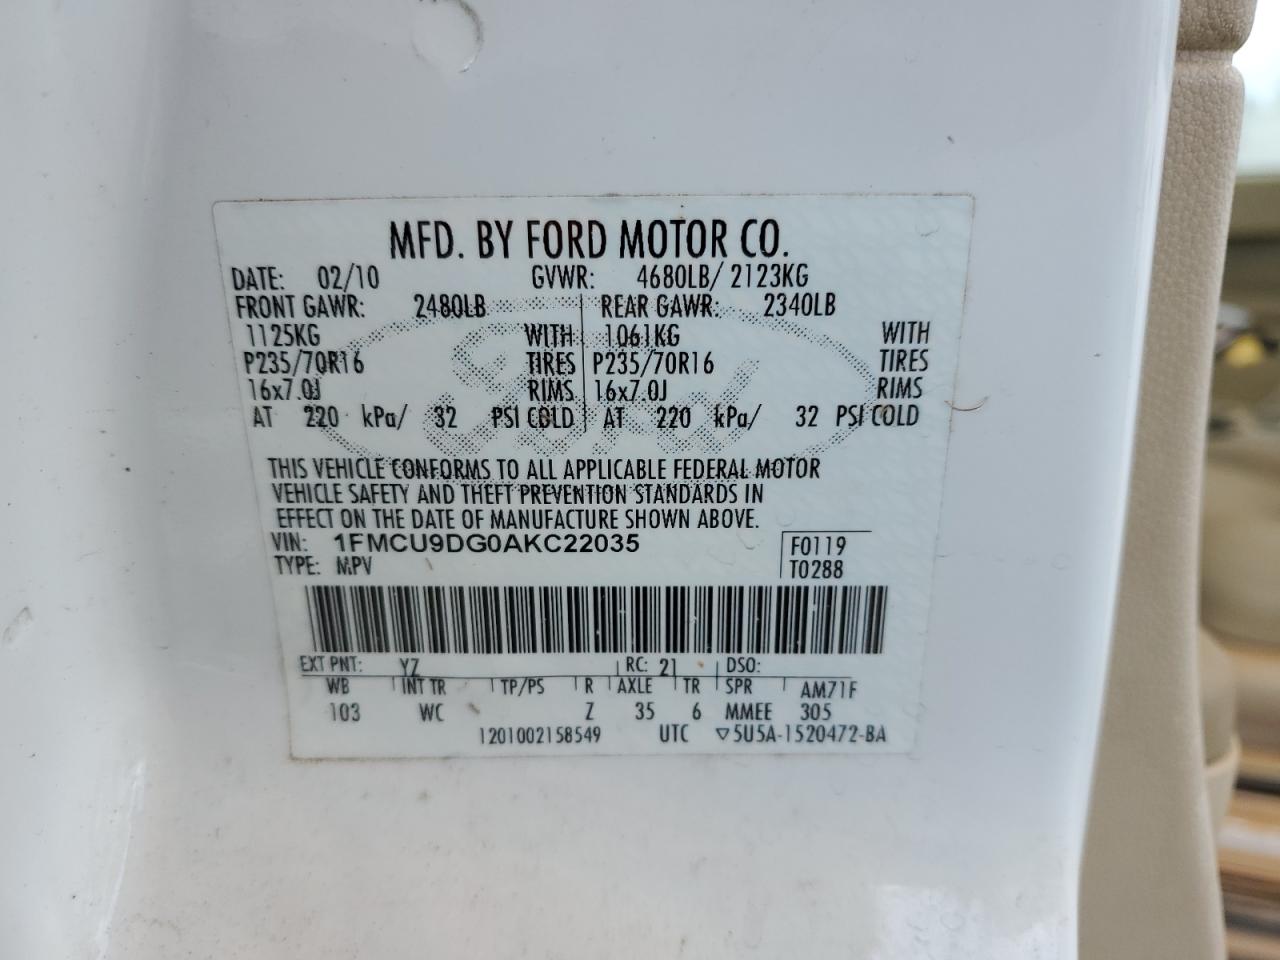 MFD. BY FORD MOTOR CO.
DATE: 02/10 GVWR: 4680LB/ 2123KG
FRONT GAWR: 2480LB REAR GAWR: 2340LB
1125KG WITH 1061KG WITH
P235/70R16 TIRES P235/70R16 TIRES
16x7.0J RIMS 16x7.0J RIMS
AT 220 kPa/ 32 PSI COLD AT 220 kPa/ 32 PSI COLD
THIS VEHICLE CONFORMS TO ALL APPLICABLE FEDERAL MOTOR
VEHICLE SAFETY AND THEFT PREVENTION STANDARDS IN
EFFECT ON THE DATE OF MANUFACTURE SHOWN ABOVE.
VIN: 1FMCU9DG0AKC22035 F0119
TYPE: MPV T0288
EXT PNT: YZ RC: 21 DSO:
WB INT TR TP/PS R AXLE TR SPR AM71F
103 WC Z 35 6 MMEE 305
1201002158549 UTC ▽5U5A-1520472-BA